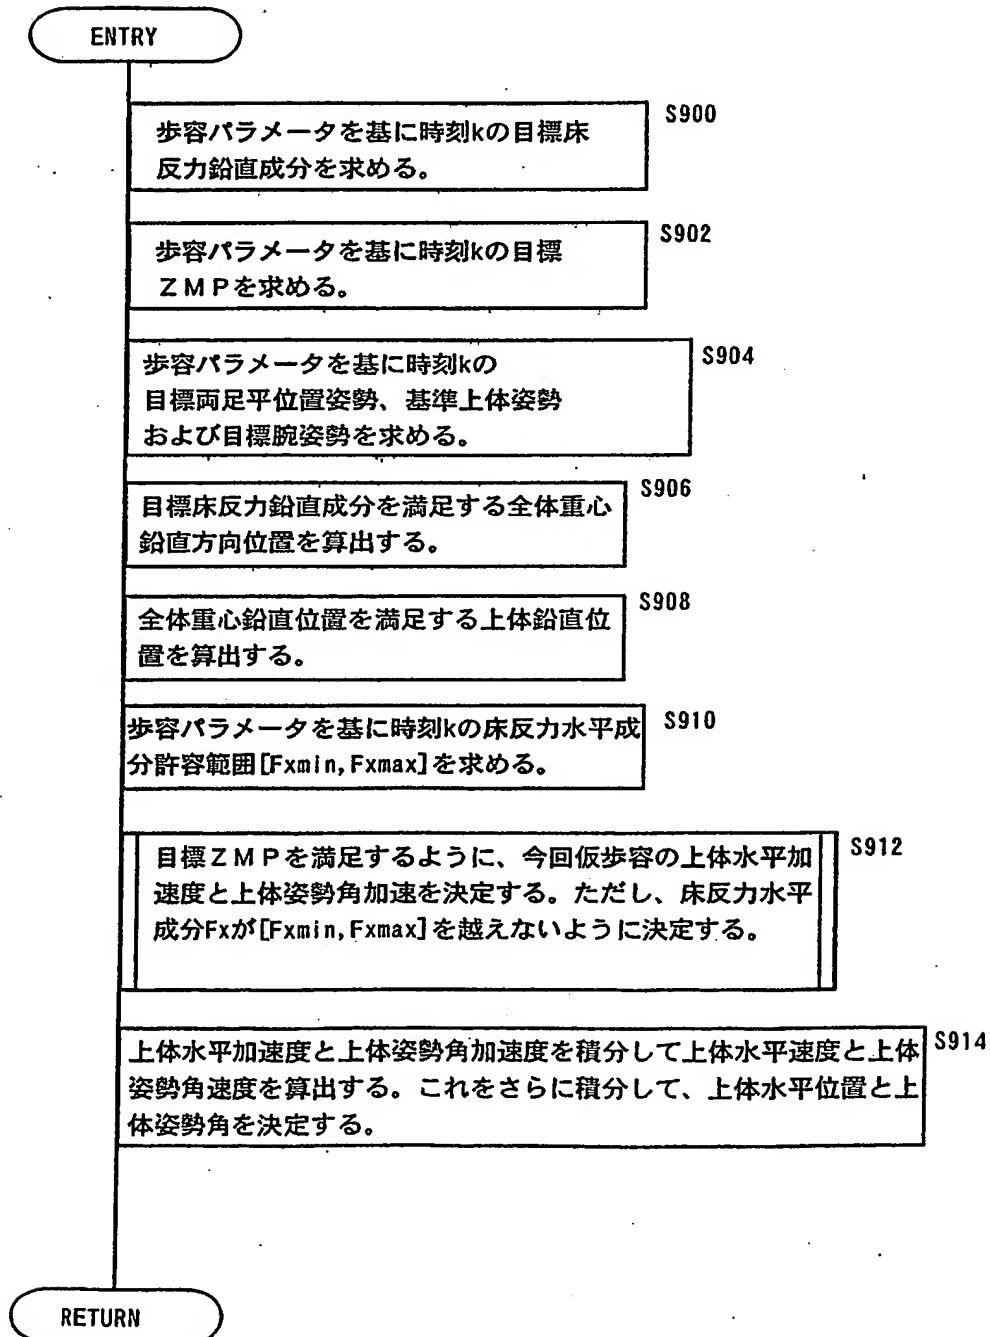 ENTRY
S900
歩容パラメータを基に時刻kの目標床
反力鉛直成分を求める。
S902
歩容パラメータを基に時刻kの目標
ZMPを求める。
S904
歩容パラメータを基に時刻kの
目標両足平位置姿勢、基準上体姿勢
および目標腕姿勢を求める。
S906
目標床反力鉛直成分を満足する全体重心
鉛直方向位置を算出する。
S908
全体重心鉛直位置を満足する上体鉛直位
置を算出する。
S910
歩容パラメータを基に時刻kの床反力水平成
分許容範囲[Fxmin,Fxmax]を求める。
S912
目標ZMPを満足するように、今回仮歩容の上体水平加
速度と上体姿勢角加速を決定する。ただし、床反力水平
成分Fxが[Fxmin,Fxmax]を越えないように決定する。
S914
上体水平加速度と上体姿勢角加速度を積分して上体水平速度と上体
姿勢角速度を算出する。これをさらに積分して、上体水平位置と上
体姿勢角を決定する。
RETURN